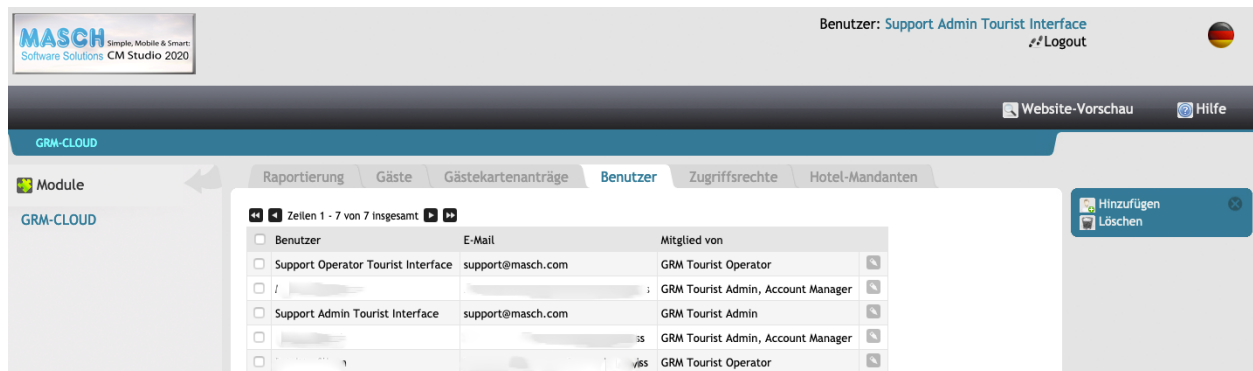 MASCH Simple, Mobile & Smart:
Software Solutions CM Studio 2020
Benutzer: Support Admin Tourist Interface
Logout
Website-Vorschau Hilfe
GRM-CLOUD
Module
GRM-CLOUD
Raportierung Gäste Gästekartenanträge Benutzer Zugriffsrechte Hotel-Mandanten
Hinzufügen
Löschen
Zeilen 1 - 7 von 7 insgesamt
Benutzer E-Mail Mitglied von
Support Operator Tourist Interface support@masch.com GRM Tourist Operator
GRM Tourist Admin, Account Manager
Support Admin Tourist Interface support@masch.com GRM Tourist Admin
GRM Tourist Admin, Account Manager
GRM Tourist Operator